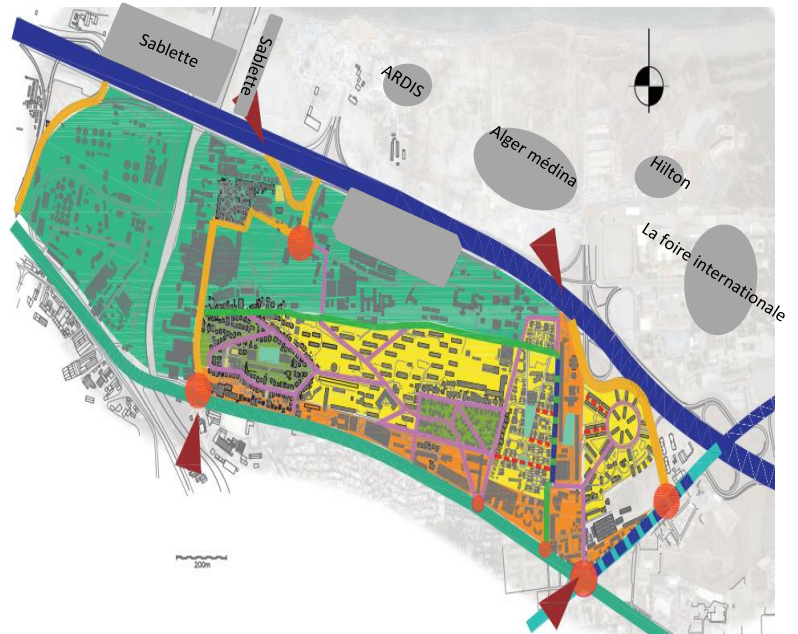 Sablette
Sablette
ARDIS
Alger médina
Hilton
La foire internationale
200m